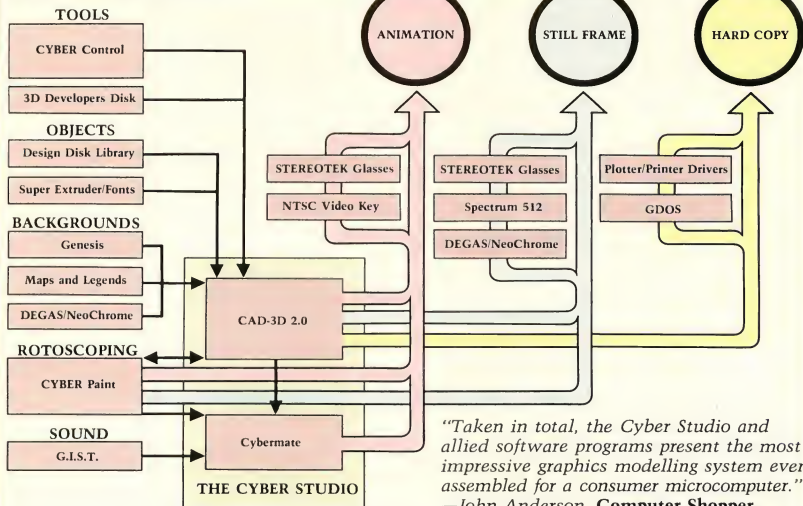 TOOLS
CYBER Control
3D Developers Disk
OBJECTS
Design Disk Library
Super Extruder/Fonts
BACKGROUNDS
Genesis
Maps and Legends
DEGAS/NeoChrome
ROTOSCOPING
CYBER Paint
SOUND
G.I.S.T.
CAD-3D 2.0
Cybermate
THE CYBER STUDIO
ANIMATION
STILL FRAME
HARD COPY
STEREOTEK Glasses
NTSC Video Key
STEREOTEK Glasses
Spectrum 512
DEGAS/NeoChrome
Plotter/Printer Drivers
GDOS
"Taken in total, the Cyber Studio and
allied software programs present the most
impressive graphics modelling system ever
assembled for a consumer microcomputer."
—John Anderson, Computer Shopper